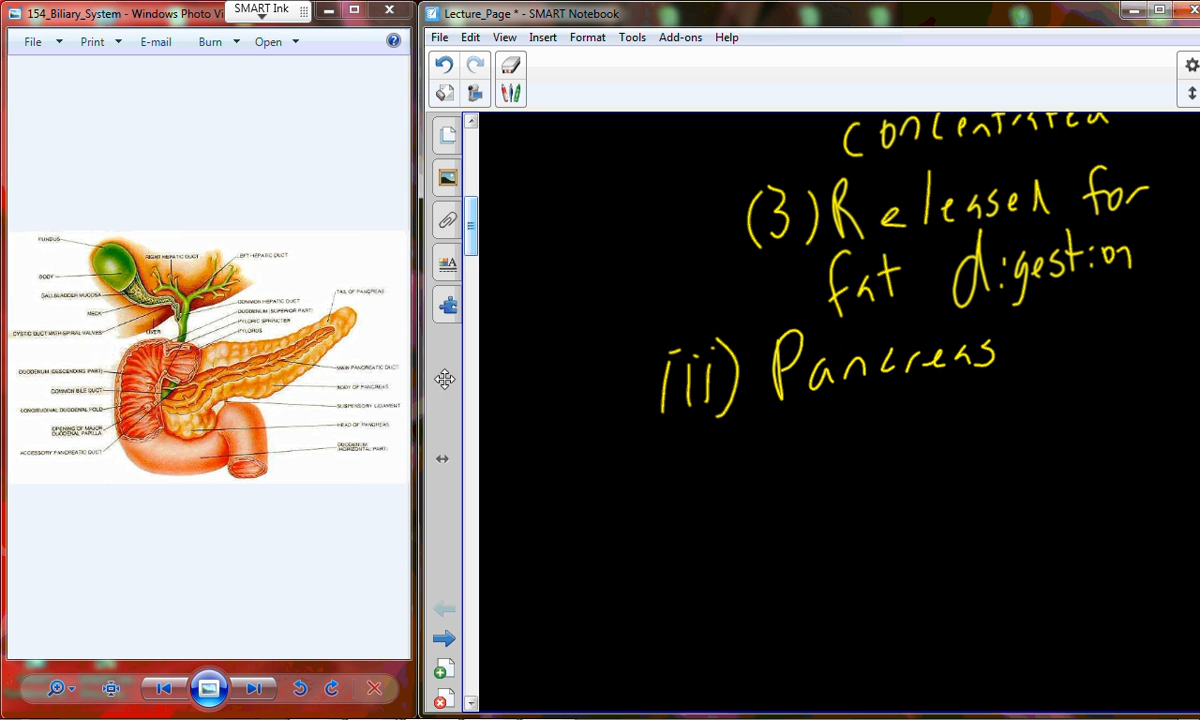 154_Biliary_System - Windows Photo Vi
SMART Ink
File Print E-mail Burn Open
FUNDUS
RIGHT HEPATIC DUCT
LEFT HEPATIC DUCT
BODY
GALLBLADDER MUCOSA
NECK
CYSTIC DUCT WITH SPIRAL VALVES
LIVER
TAIL OF PANCREAS
COMMON HEPATIC DUCT
DUODENUM (SUPERIOR PART)
PYLORIC SPHINCTER
PYLORUS
DUODENUM (DESCENDING PART)
COMMON BILE DUCT
LONGITUDINAL DUODENAL FOLD
OPENING OF MAJOR
DUODENAL PAPILLA
ACCESSORY PANCREATIC DUCT
MAIN PANCREATIC DUCT
BODY OF PANCREAS
SUSPENSORY LIGAMENT
HEAD OF PANCREAS
DUODENUM
(HORIZONTAL PART)
Lecture_Page * - SMART Notebook
File Edit View Insert Format Tools Add-ons Help
concentrated
(3) Released for
fat digestion
iii) Pancreas